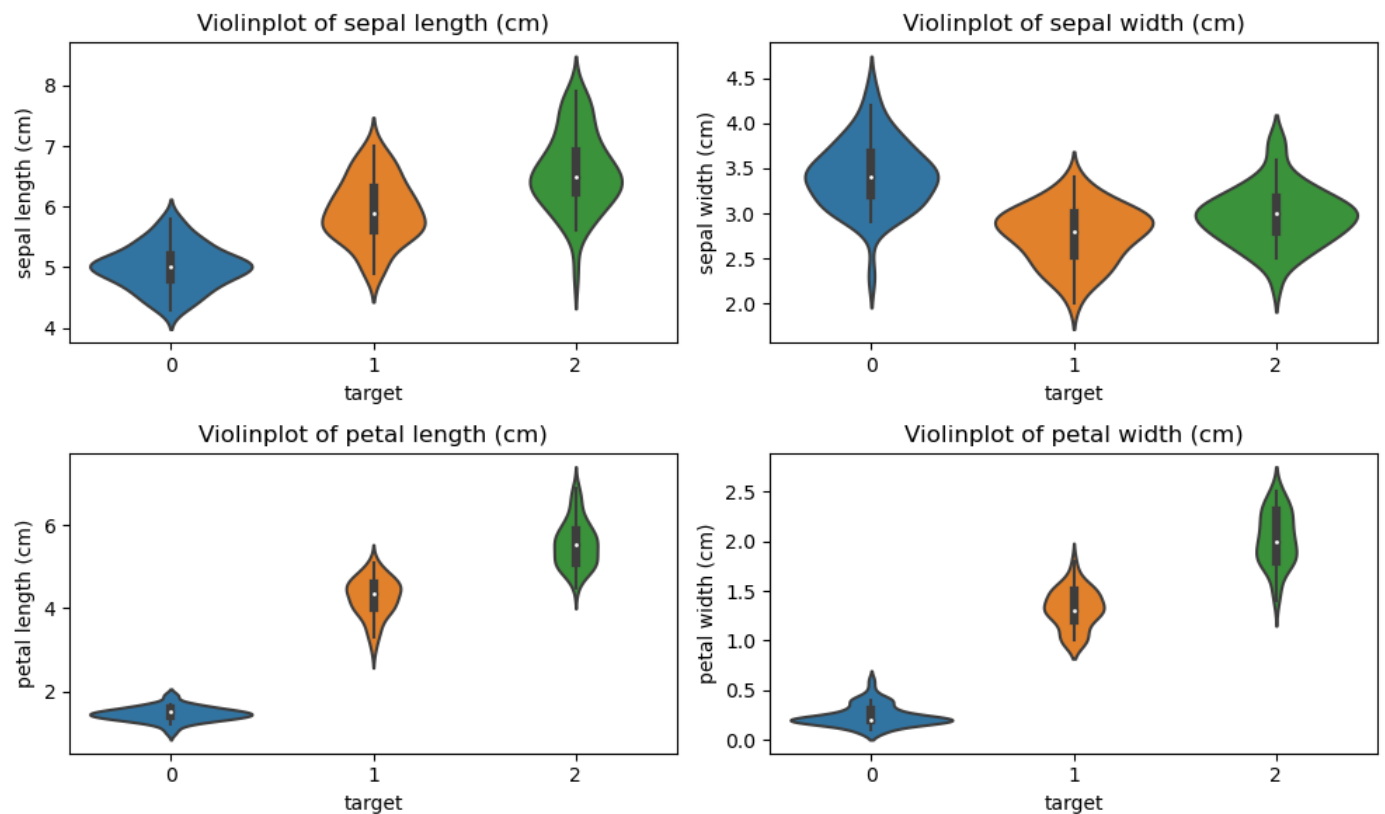 Violinplot of sepal length (cm)
sepal length (cm)
8
7
6
5
4
0 1 2
target
Violinplot of sepal width (cm)
sepal width (cm)
4.5
4.0
3.5
3.0
2.5
2.0
0 1 2
target
Violinplot of petal length (cm)
petal length (cm)
6
4
2
0 1 2
target
Violinplot of petal width (cm)
petal width (cm)
2.5
2.0
1.5
1.0
0.5
0.0
0 1 2
target